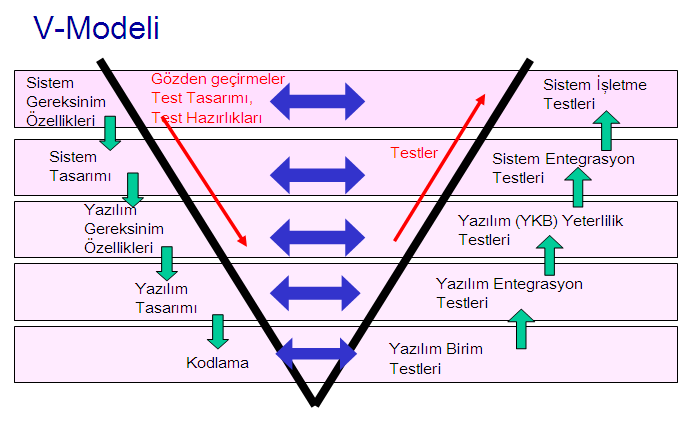 V-Modeli
Sistem
Gereksinim
Özellikleri
Gözden geçirmeler,
Test Tasarımı,
Test Hazırlıkları
Sistem İşletme
Testleri
Sistem
Tasarımı
Testler
Sistem Entegrasyon
Testleri
Yazılım
Gereksinim
Özellikleri
Yazılım (YKB) Yeterlilik
Testleri
Yazılım
Tasarımı
Yazılım Entegrasyon
Testleri
Kodlama
Yazılım Birim
Testleri